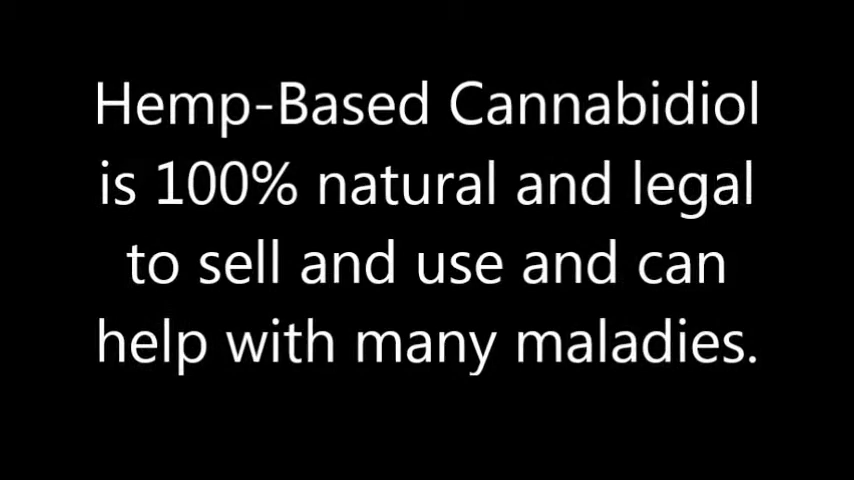 Hemp-Based Cannabidiol
is 100% natural and legal
to sell and use and can
help with many maladies.